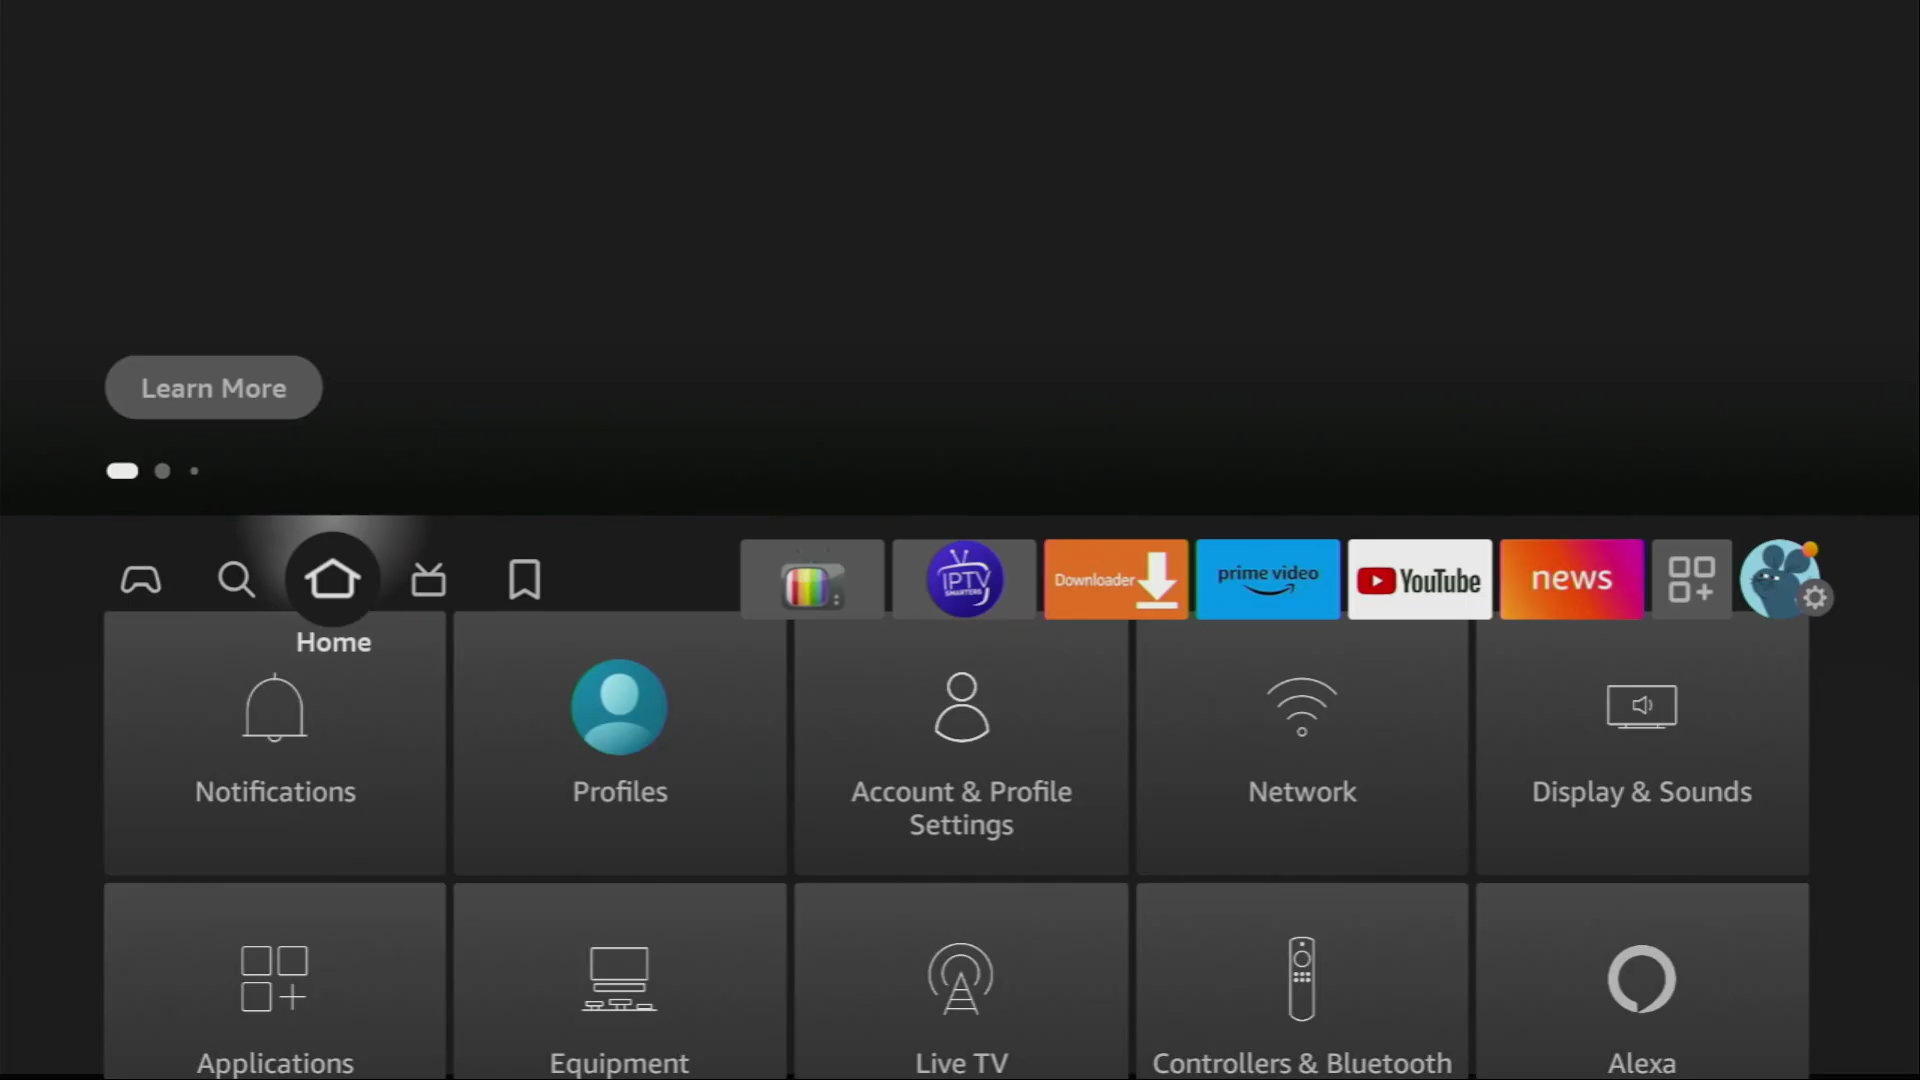 Learn More
IPTV
SMARTERS
Downloader
prime video
YouTube
news
Home
Notifications
Profiles
Account & Profile
Settings
Network
Display & Sounds
Applications
Equipment
Live TV
Controllers & Bluetooth
Alexa